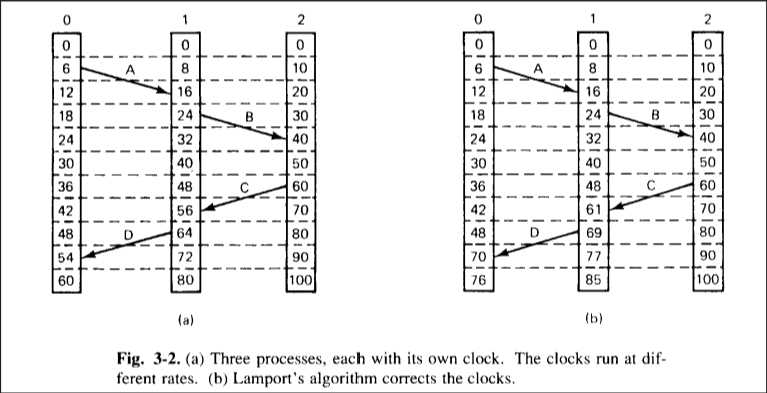 0 1 2 0 1 2
0 0 0 0 0 0
6 A 8 10 6 A 8 10
12 16 20 12 16 20
18 24 B 30 18 24 B 30
24 32 40 24 32 40
30 40 50 30 40 50
36 48 C 60 36 48 C 60
42 56 70 42 61 70
48 D 64 80 48 D 69 80
54 72 90 70 77 90
60 80 100 76 85 100
(a) (b)
Fig. 3-2. (a) Three processes, each with its own clock. The clocks run at dif-
ferent rates. (b) Lamport's algorithm corrects the clocks.